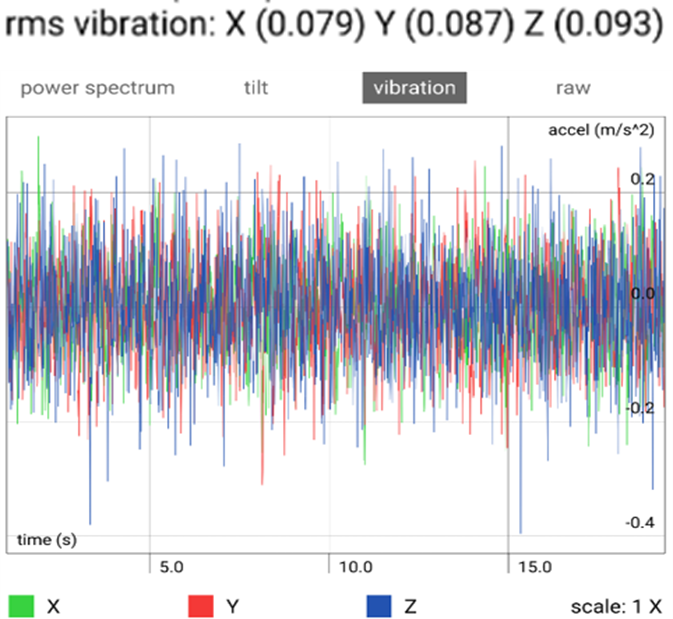 rms vibration: X (0.079) Y (0.087) Z (0.093)
power spectrum tilt vibration raw
accel (m/s^2)
0.2
0.0
-0.2
-0.4
time (s)
5.0 10.0 15.0
X Y Z scale: 1 X